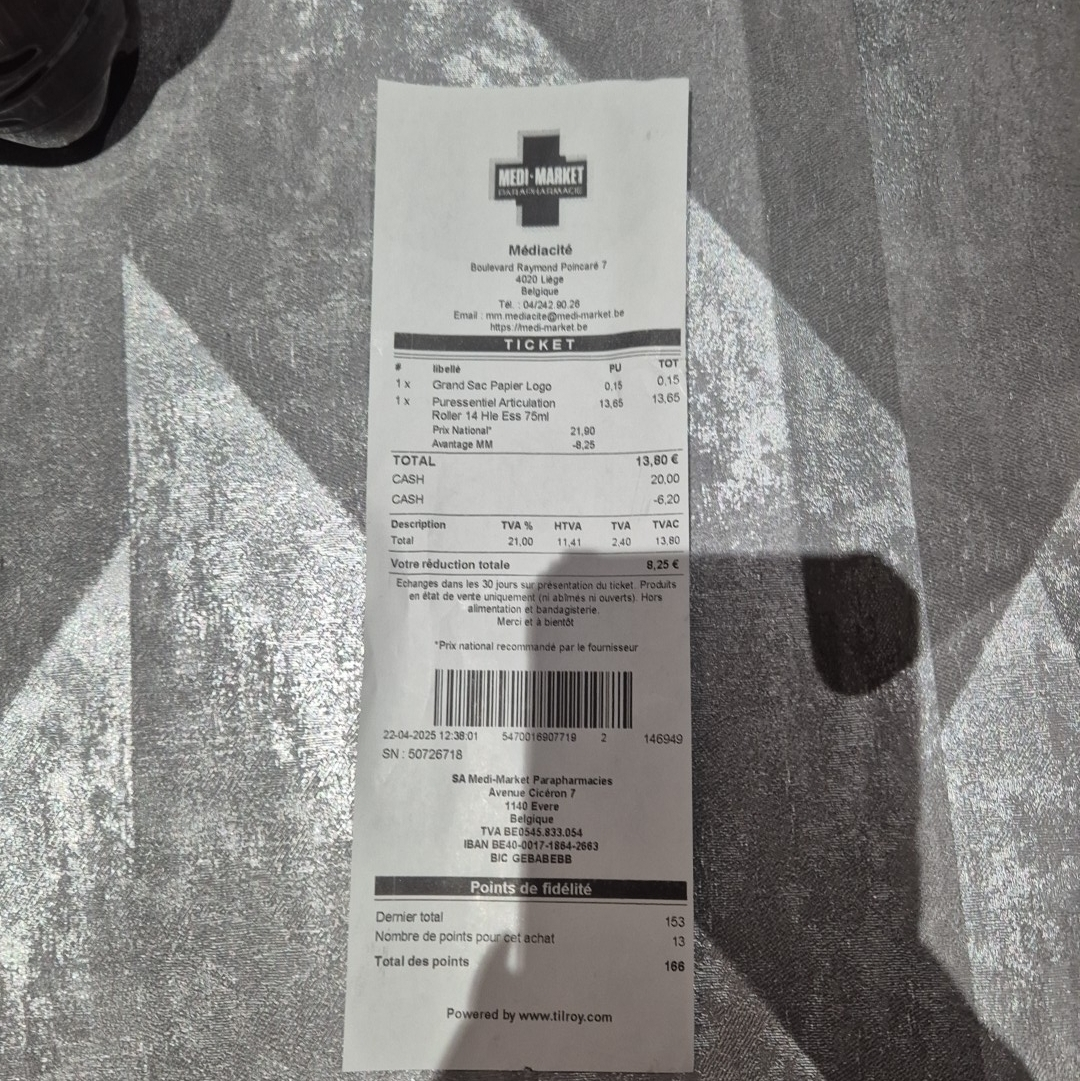 MEDI-MARKET
PARAPHARMACIE
Médiacité
Boulevard Raymond Poincaré 7
4020 Liège
Belgique
Tél. : 04/242.90.26
Email : mm.mediacite@medi-market.be
https://medi-market.be
TICKET
# libellé PU TOT
1 x Grand Sac Papier Logo 0,15 0,15
1 x Puressentiel Articulation 13,65 13,65
Roller 14 Hle Ess 75ml
Prix National* 21,90
Avantage MM -8,25
TOTAL 13,80 €
CASH 20,00
CASH -6,20
Description TVA % HTVA TVA TVAC
Total 21,00 11,41 2,40 13,80
Votre réduction totale 8,25 €
Echanges dans les 30 jours sur présentation du ticket. Produits
en état de vente uniquement (ni abîmés ni ouverts). Hors
alimentation et bandagisterie.
Merci et à bientôt
*Prix national recommandé par le fournisseur
22-04-2025 12:38:01 5470016907719 2 146949
SN : 50726718
SA Medi-Market Parapharmacies
Avenue Cicéron 7
1140 Evere
Belgique
TVA BE0545.833.054
IBAN BE40-0017-1864-2663
BIC GEBABEBB
Points de fidélité
Dernier total 153
Nombre de points pour cet achat 13
Total des points 166
Powered by www.tilroy.com